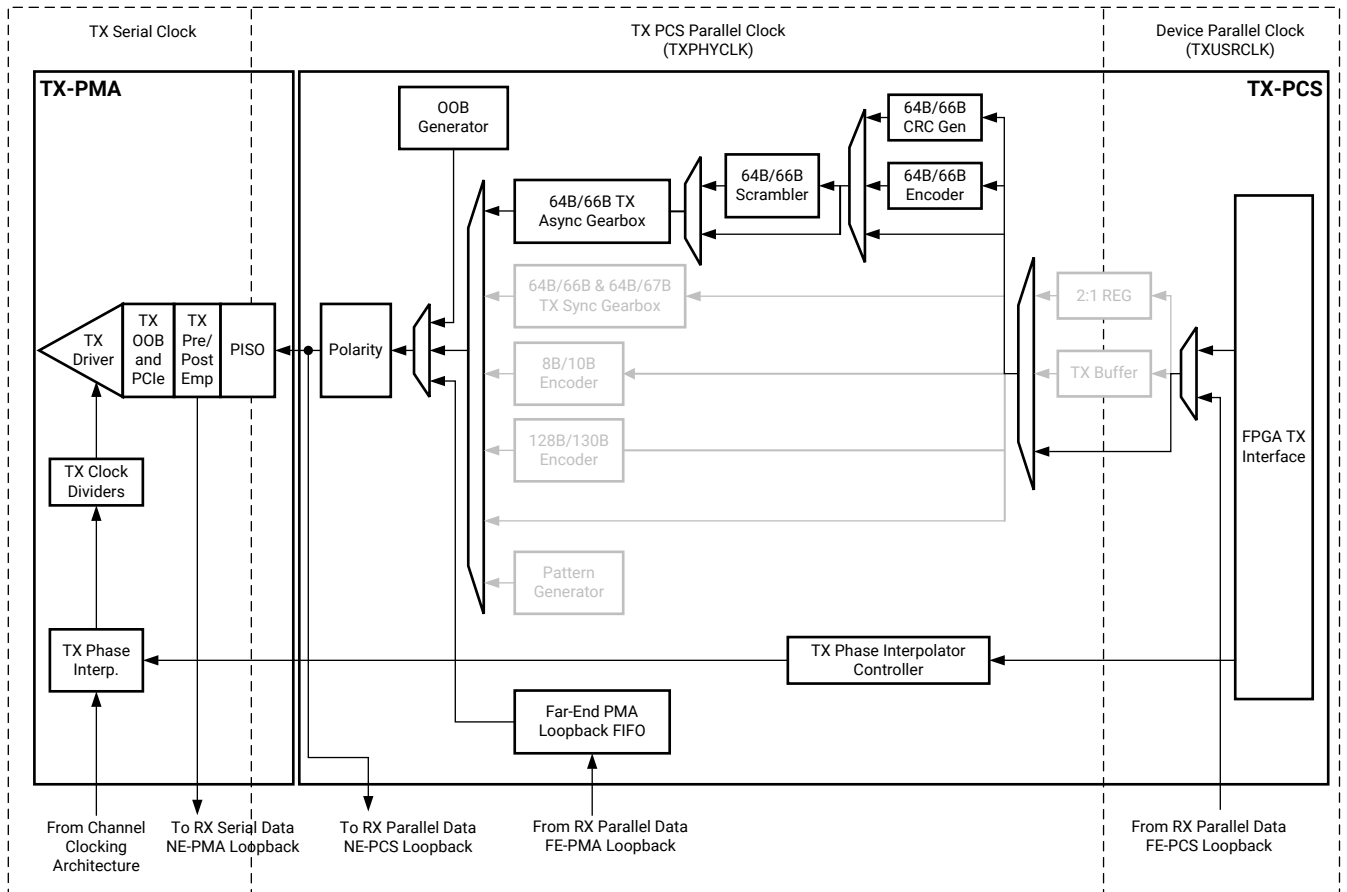 TX Serial Clock
TX PCS Parallel Clock
(TXPHYCLK)
Device Parallel Clock
(TXUSRCLK)
TX-PMA
TX-PCS
OOB
Generator
64B/66B
CRC Gen
64B/66B
Scrambler
64B/66B
Encoder
64B/66B TX
Async Gearbox
64B/66B & 64B/67B
TX Sync Gearbox
2:1 REG
TX
Driver
TX
OOB
and
PCIe
TX
Pre/
Post
Emp
PISO
Polarity
8B/10B
Encoder
TX Buffer
128B/130B
Encoder
FPGA TX
Interface
TX Clock
Dividers
Pattern
Generator
TX Phase
Interp.
TX Phase Interpolator
Controller
Far-End PMA
Loopback FIFO
From Channel
Clocking
Architecture
To RX Serial Data
NE-PMA Loopback
To RX Parallel Data
NE-PCS Loopback
From RX Parallel Data
FE-PMA Loopback
From RX Parallel Data
FE-PCS Loopback